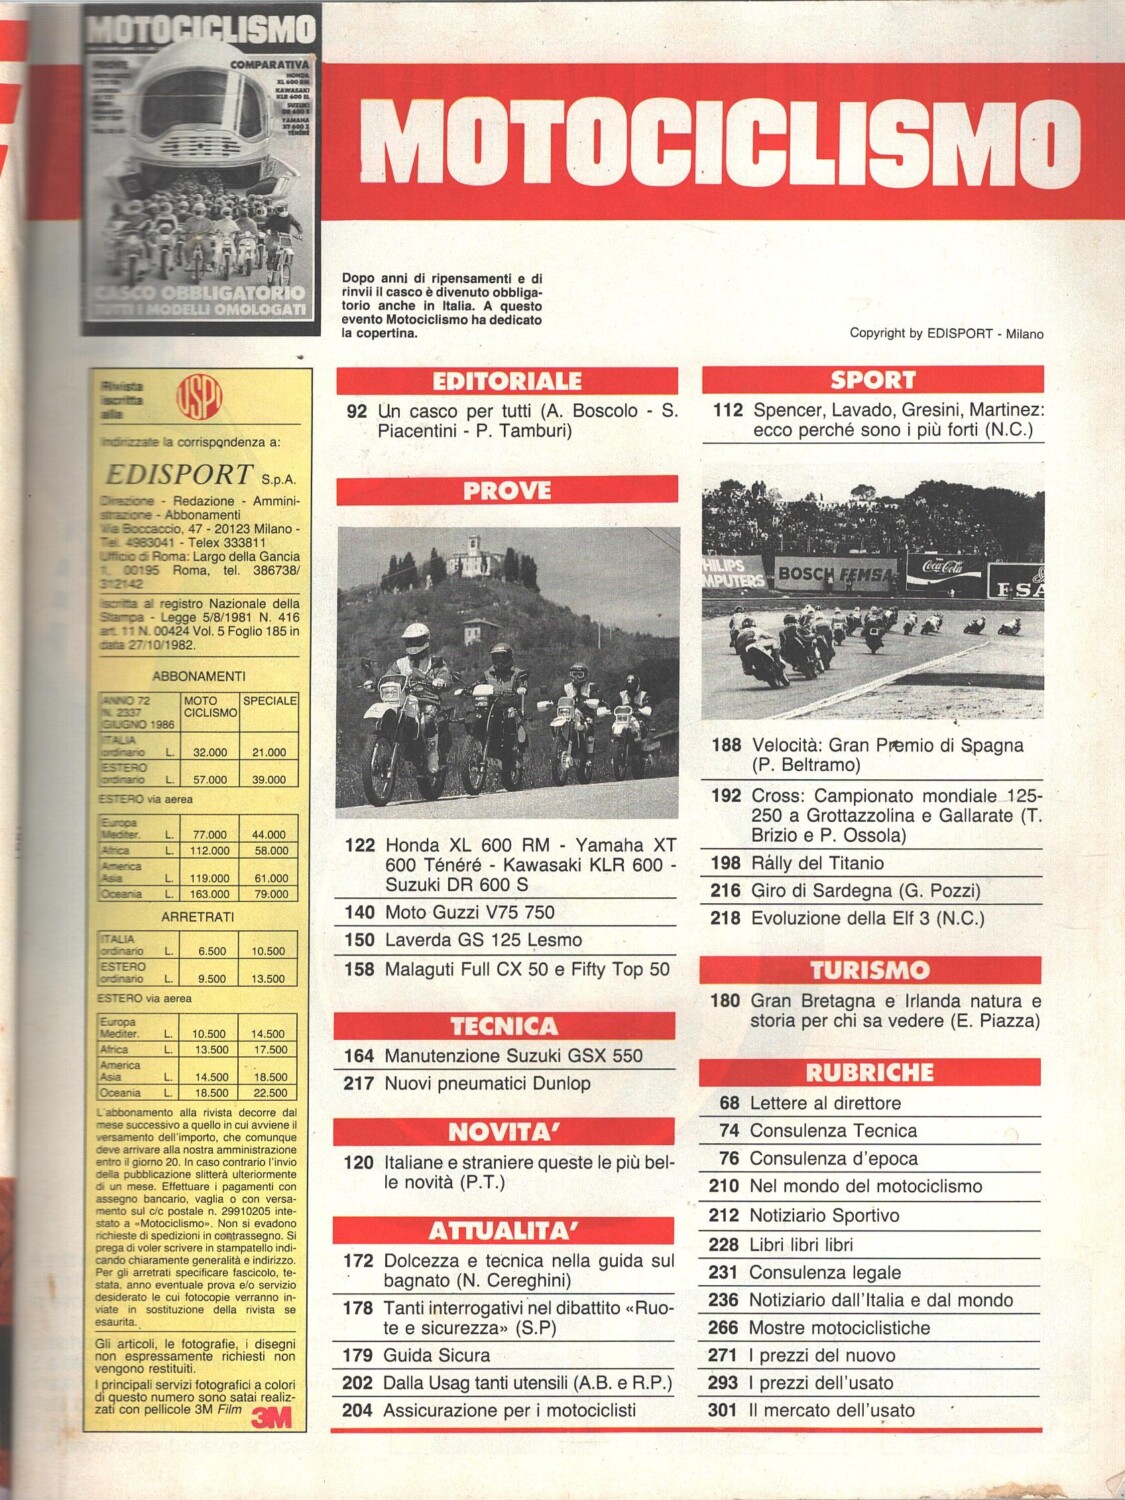 MOTOCICLISMO
COMPARATIVA
HONDA
XL 600 RM
KAWASAKI
KLR 600 EL
SUZUKI
DR 600 S
YAMAHA
XT 600 Z
TÉNÉRÉ
CASCO OBBLIGATORIO
TUTTI I MODELLI OMOLOGATI
MOTOCICLISMO
Dopo anni di ripensamenti e di
rinvii il casco è divenuto obbliga-
torio anche in Italia. A questo
evento Motociclismo ha dedicato
la copertina.
Copyright by EDISPORT - Milano
Rivista
iscritta
alla
USPI
Indirizzate la corrispondenza a:
EDISPORT S.p.A.
Direzione - Redazione - Ammini-
strazione - Abbonamenti
Via Boccaccio, 47 - 20123 Milano -
Tel. 4983041 - Telex 333811
Ufficio di Roma: Largo della Gancia
1, 00195 Roma, tel. 386738/
312142
Iscritta al registro Nazionale della
Stampa - Legge 5/8/1981 N. 416
art. 11 N. 00424 Vol. 5 Foglio 185 in
data 27/10/1982.
ABBONAMENTI
ANNO 72
N. 2337
GIUGNO 1986
MOTO
CICLISMO
SPECIALE
ITALIA
ordinario L. 32.000 21.000
ESTERO
ordinario L. 57.000 39.000
ESTERO via aerea
Europa
Mediter. L. 77.000 44.000
Africa L. 112.000 58.000
America
Asia L. 119.000 61.000
Oceania L. 163.000 79.000
ARRETRATI
ITALIA
ordinario L. 6.500 10.500
ESTERO
ordinario L. 9.500 13.500
ESTERO via aerea
Europa
Mediter. L. 10.500 14.500
Africa L. 13.500 17.500
America
Asia L. 14.500 18.500
Oceania L. 18.500 22.500
L'abbonamento alla rivista decorre dal
mese successivo a quello in cui avviene il
versamento dell'importo, che comunque
deve arrivare alla nostra amministrazione
entro il giorno 20. In caso contrario l'invio
della pubblicazione slitterà ulteriormente
di un mese. Effettuare i pagamenti con
assegno bancario, vaglia o con versa-
mento sul c/c postale n. 29910205 inte-
stato a «Motociclismo». Non si evadono
richieste di spedizioni in contrassegno. Si
prega di voler scrivere in stampatello indi-
cando chiaramente generalità e indirizzo.
Per gli arretrati specificare fascicolo, te-
stata, anno eventuale prova e/o servizio
desiderato le cui fotocopie verranno in-
viate in sostituzione della rivista se
esaurita.
Gli articoli, le fotografie, i disegni
non espressamente richiesti non
vengono restituiti.
I principali servizi fotografici a colori
di questo numero sono satai realiz-
zati con pellicole 3M Film 3M
EDITORIALE
92 Un casco per tutti (A. Boscolo - S.
Piacentini - P. Tamburi)
PROVE
122 Honda XL 600 RM - Yamaha XT
600 Ténéré - Kawasaki KLR 600 -
Suzuki DR 600 S
140 Moto Guzzi V75 750
150 Laverda GS 125 Lesmo
158 Malaguti Full CX 50 e Fifty Top 50
TECNICA
164 Manutenzione Suzuki GSX 550
217 Nuovi pneumatici Dunlop
NOVITA'
120 Italiane e straniere queste le più bel-
le novità (P.T.)
ATTUALITA'
172 Dolcezza e tecnica nella guida sul
bagnato (N. Cereghini)
178 Tanti interrogativi nel dibattito «Ruo-
te e sicurezza» (S.P)
179 Guida Sicura
202 Dalla Usag tanti utensili (A.B. e R.P.)
204 Assicurazione per i motociclisti
SPORT
112 Spencer, Lavado, Gresini, Martinez:
ecco perché sono i più forti (N.C.)
PHILIPS
COMPUTERS
BOSCH FEMSA
Coca-Cola
188 Velocità: Gran Premio di Spagna
(P. Beltramo)
192 Cross: Campionato mondiale 125-
250 a Grottazzolina e Gallarate (T.
Brizio e P. Ossola)
198 Rally del Titanio
216 Giro di Sardegna (G. Pozzi)
218 Evoluzione della Elf 3 (N.C.)
TURISMO
180 Gran Bretagna e Irlanda natura e
storia per chi sa vedere (E. Piazza)
RUBRICHE
68 Lettere al direttore
74 Consulenza Tecnica
76 Consulenza d'epoca
210 Nel mondo del motociclismo
212 Notiziario Sportivo
228 Libri libri libri
231 Consulenza legale
236 Notiziario dall'Italia e dal mondo
266 Mostre motociclistiche
271 I prezzi del nuovo
293 I prezzi dell'usato
301 Il mercato dell'usato